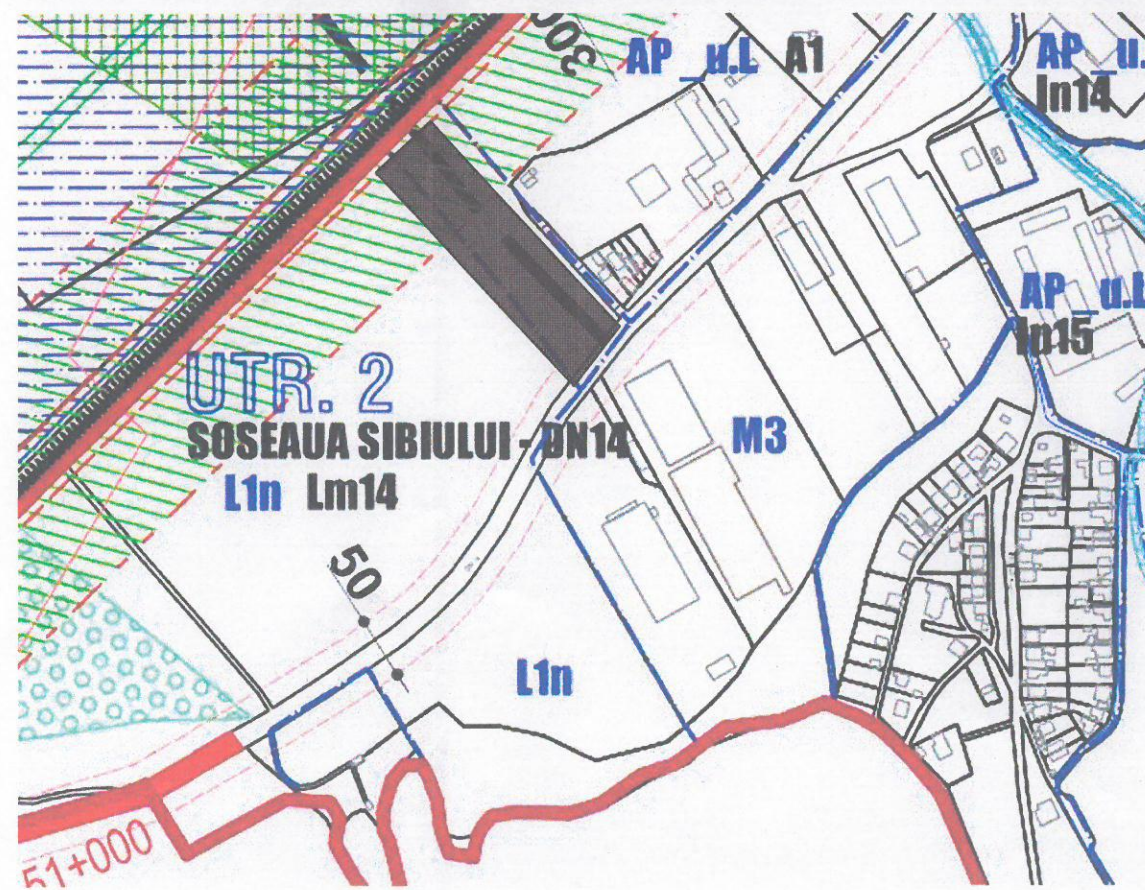 300
AP_u.L A1
AP_u.
In14
AP_u.
In15
UTR. 2
SOSEAUA SIBIULUI - DN14
M3
L1n Lm14
50
L1n
51+000